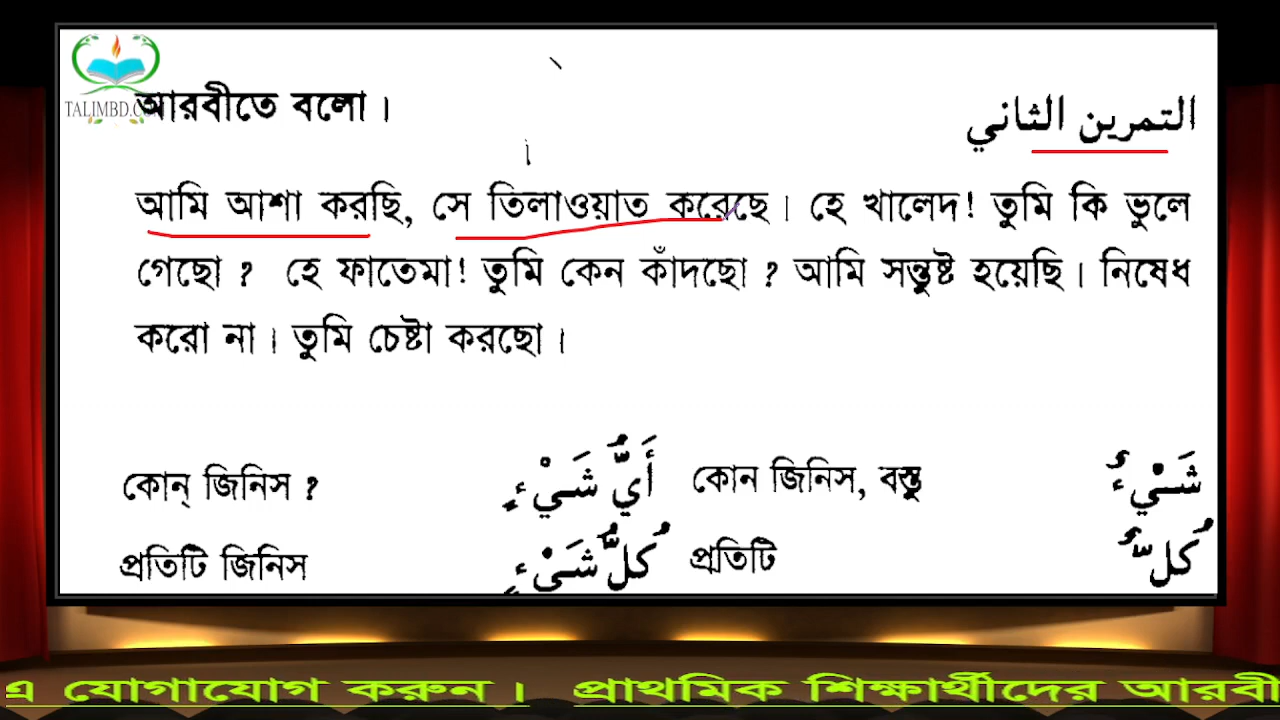 TALIMBD.COM
আরবীতে বলো।
التمرين الثاني
আমি আশা করছি, সে তিলাওয়াত করেছে। হে খালেদ! তুমি কি ভুলে
গেছো ? হে ফাতেমা! তুমি কেন কাঁদছো ? আমি সন্তুষ্ট হয়েছি। নিষেধ
করো না। তুমি চেষ্টা করছো।
কোন্ জিনিস ? أَيُّ شَيْءٍ কোন জিনিস, বস্তু شَيْءٌ
প্রতিটি জিনিস كُلُّ شَيْءٍ প্রতিটি كُلٌّ
এ যোগাযোগ করুন। প্রাথমিক শিক্ষার্থীদের আরবী